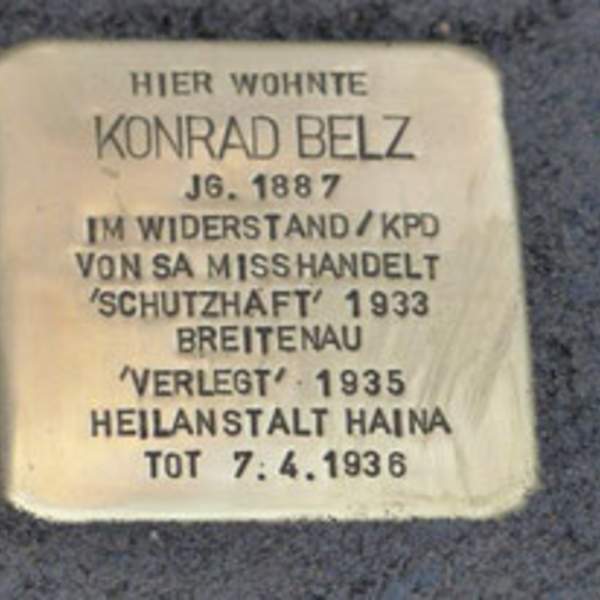 HIER WOHNTE
KONRAD BELZ
JG. 1887
IM WIDERSTAND/KPD
VON SA MISSHANDELT
'SCHUTZHAFT' 1933
BREITENAU
'VERLEGT' 1935
HEILANSTALT HAINA
TOT 7.4.1936